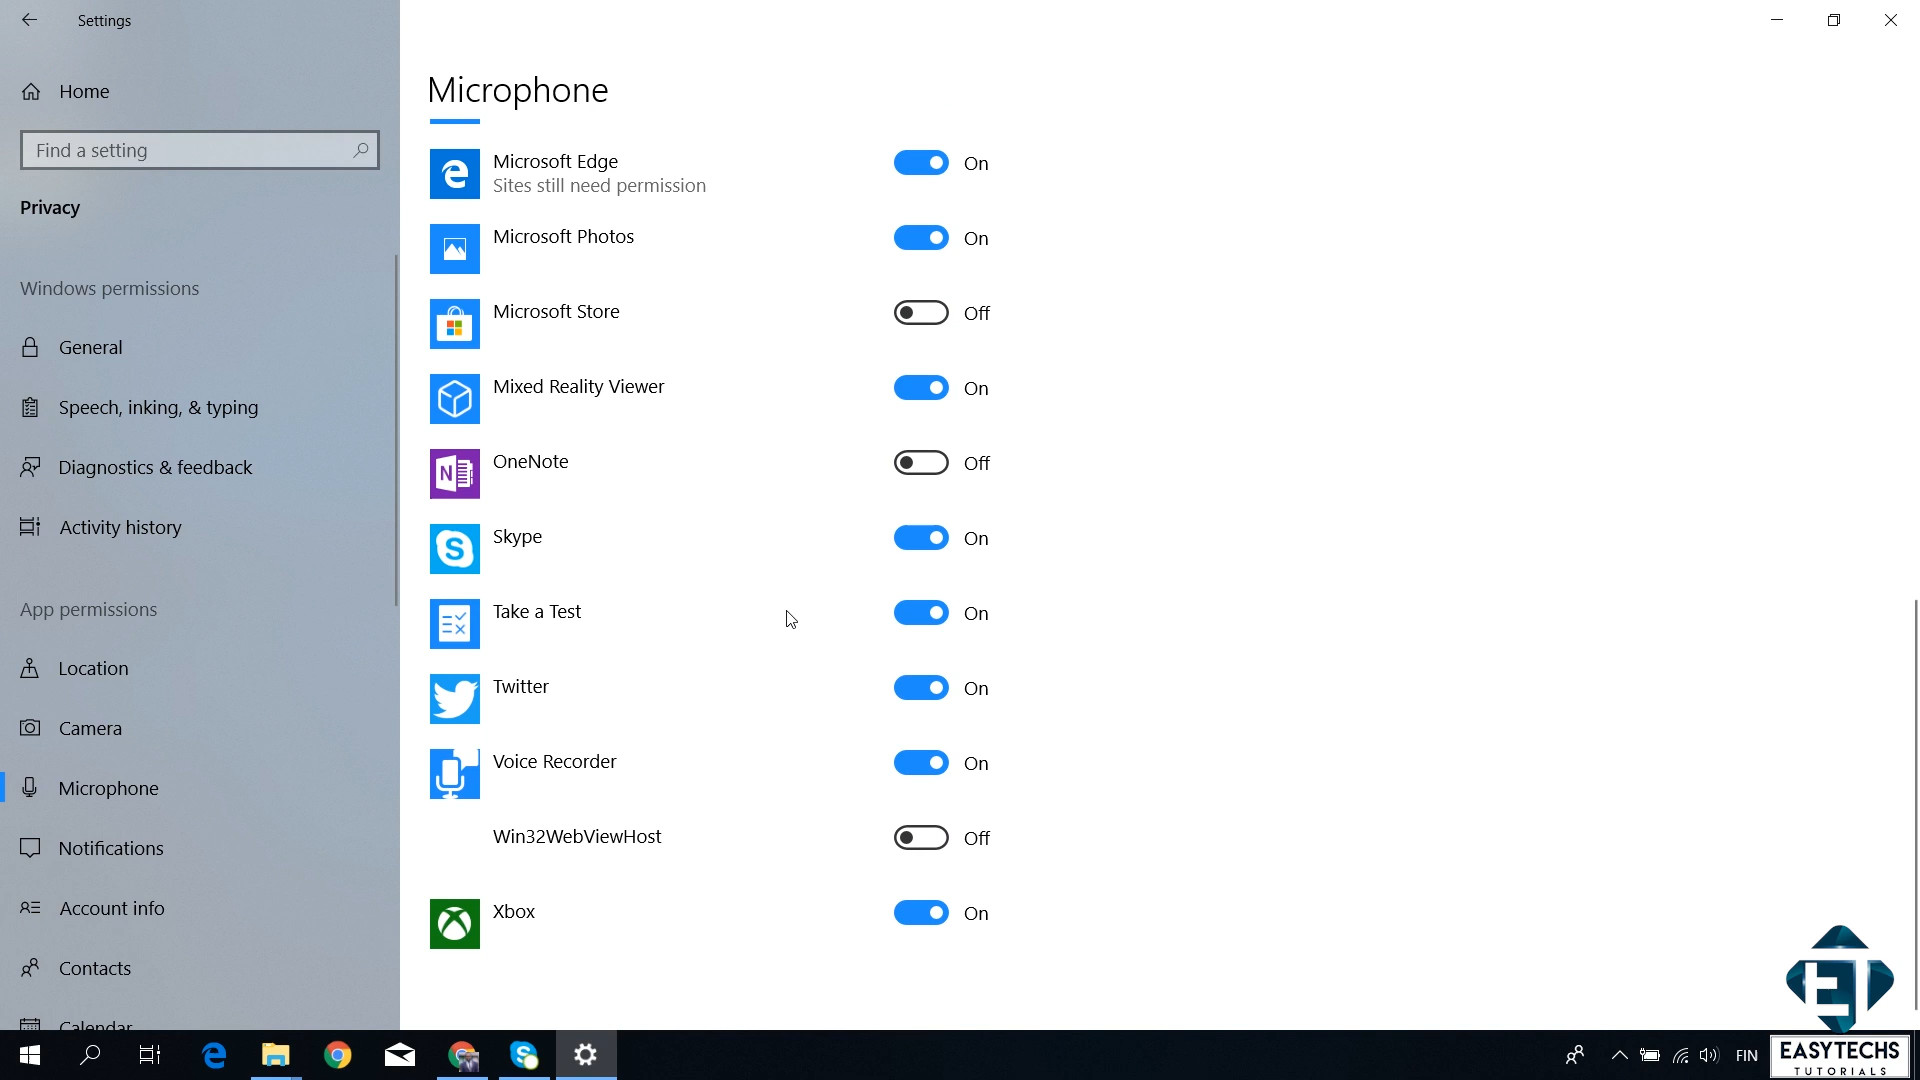 Settings
Home
Find a setting
Privacy
Windows permissions
General
Speech, inking, & typing
Diagnostics & feedback
Activity history
App permissions
Location
Camera
Microphone
Notifications
Account info
Contacts
Calendar
Microphone
Microsoft Edge On
Sites still need permission
Microsoft Photos On
Microsoft Store Off
Mixed Reality Viewer On
OneNote Off
Skype On
Take a Test On
Twitter On
Voice Recorder On
Win32WebViewHost Off
Xbox On
ET
FIN
EASYTECHS
TUTORIALS